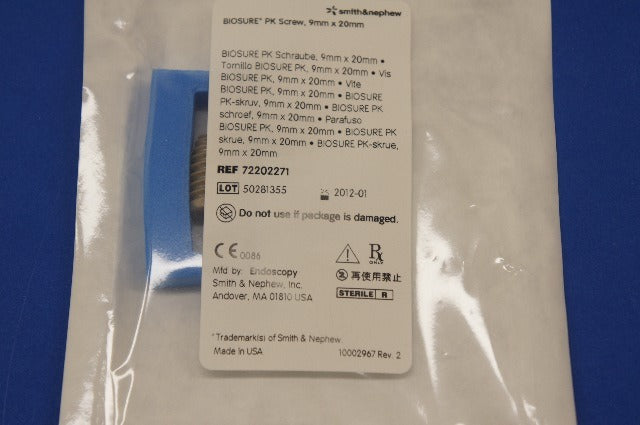 smith&nephew
BIOSURE* PK Screw, 9mm x 20mm
BIOSURE PK Schraube, 9mm x 20mm •
Tornillo BIOSURE PK, 9mm x 20mm • Vis
BIOSURE PK, 9mm x 20mm • Vite
BIOSURE PK, 9mm x 20mm • BIOSURE
PK-skruv, 9mm x 20mm • BIOSURE PK
schroef, 9mm x 20mm • Parafuso
BIOSURE PK, 9mm x 20mm • BIOSURE PK
skrue, 9mm x 20mm • BIOSURE PK-skrue,
9mm x 20mm
REF 72202271
LOT 50281355 2012-01
Do not use if package is damaged.
CE 0086
Rx ONLY
Mfd by: Endoscopy
Smith & Nephew, Inc.
Andover, MA 01810 USA
2 再使用禁止
STERILE R
*Trademark(s) of Smith & Nephew
Made in USA 10002967 Rev. 2